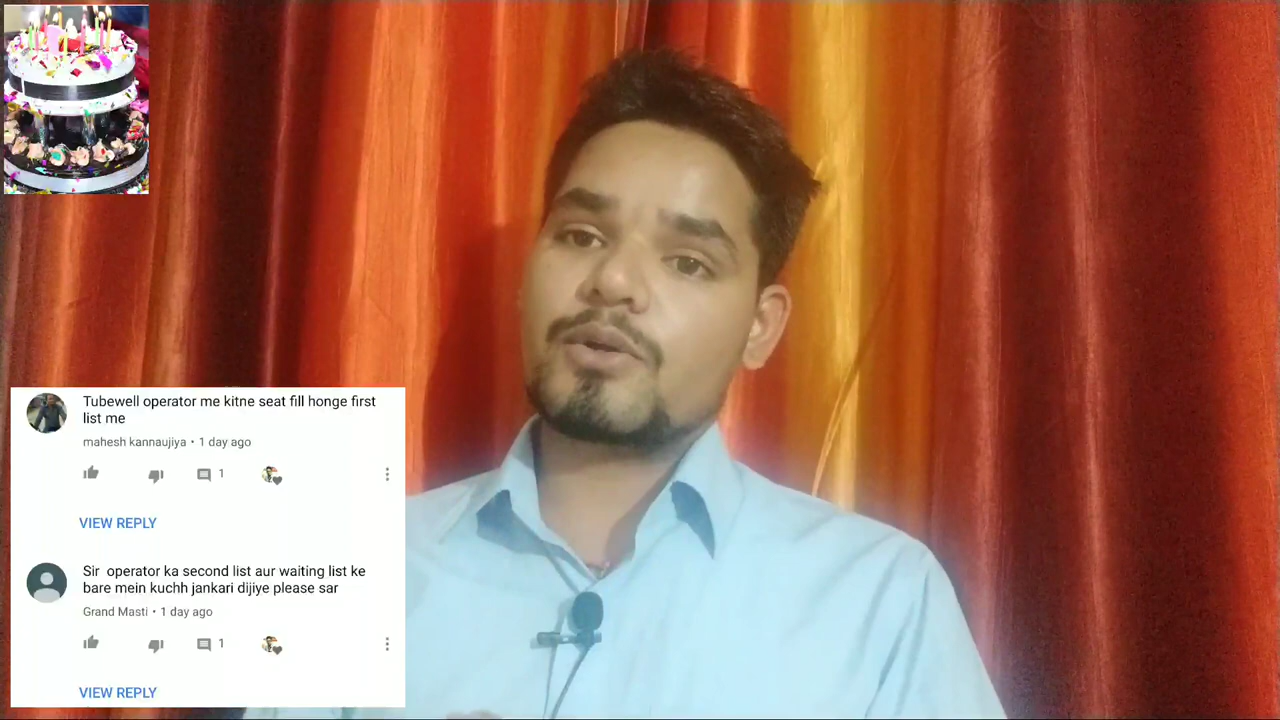 Tubewell operator me kitne seat fill honge first
list me
mahesh kannaujiya • 1 day ago
1
VIEW REPLY
Sir operator ka second list aur waiting list ke
bare mein kuchh jankari dijiye please sar
Grand Masti • 1 day ago
1
VIEW REPLY